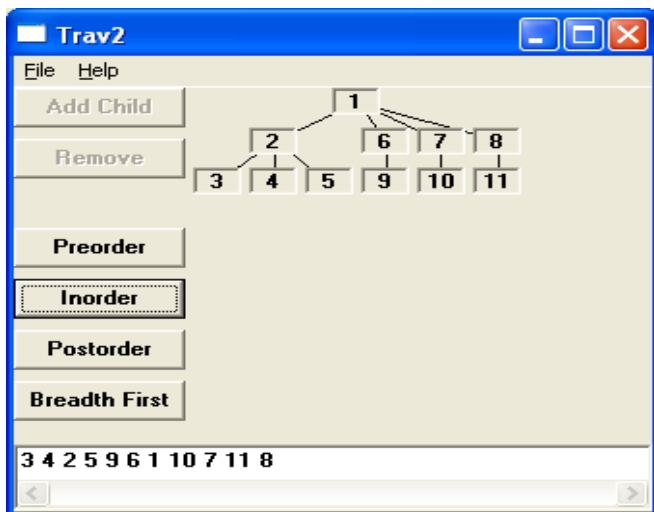 Trav2
File Help
Add Child
Remove
1
2 6 7 8
3 4 5 9 10 11
Preorder
Inorder
Postorder
Breadth First
3 4 2 5 9 6 1 10 7 11 8